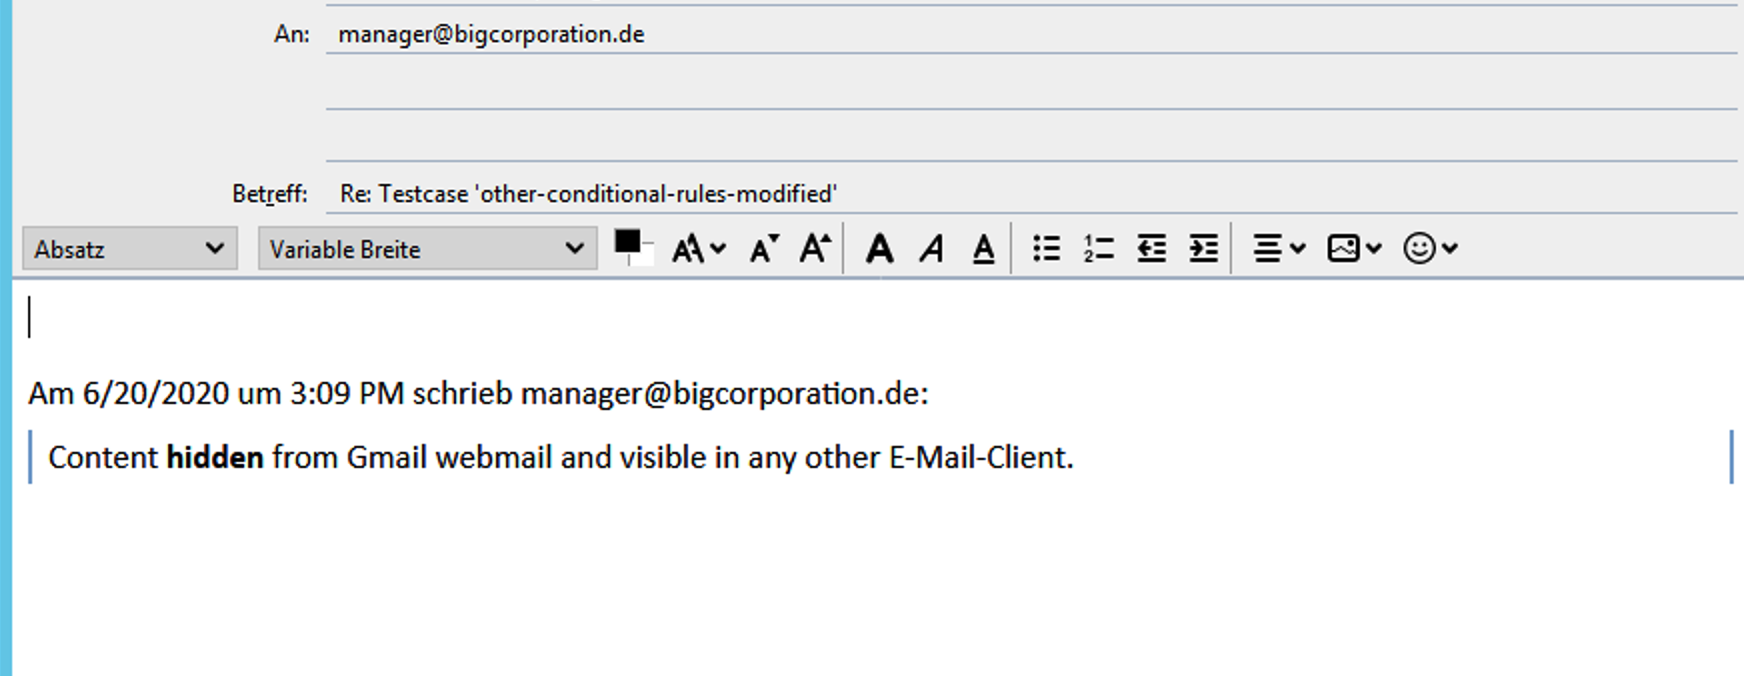 An: manager@bigcorporation.de
Betreff: Re: Testcase 'other-conditional-rules-modified'
Absatz Variable Breite
Am 6/20/2020 um 3:09 PM schrieb manager@bigcorporation.de:
Content hidden from Gmail webmail and visible in any other E-Mail-Client.